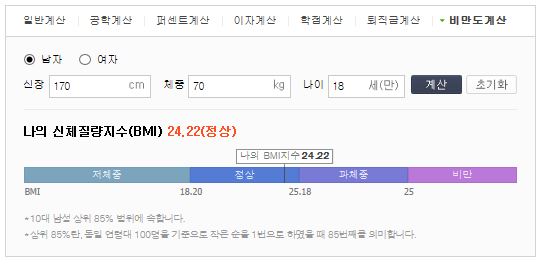 일반계산 공학계산 퍼센트계산 이자계산 학점계산 퇴직금계산 비만도계산
남자 여자
신장 170 cm 체중 70 kg 나이 18 세(만) 계산 초기화
나의 신체질량지수(BMI) 24.22(정상)
나의 BMI지수 24.22
저체중 정상 과체중 비만
BMI 18.20 25.18 25
*10대 남성 상위 85% 범위에 속합니다.
*상위 85%란, 동일 연령대 100명을 기준으로 작은 순을 1번으로 하였을 때 85번째를 의미합니다.